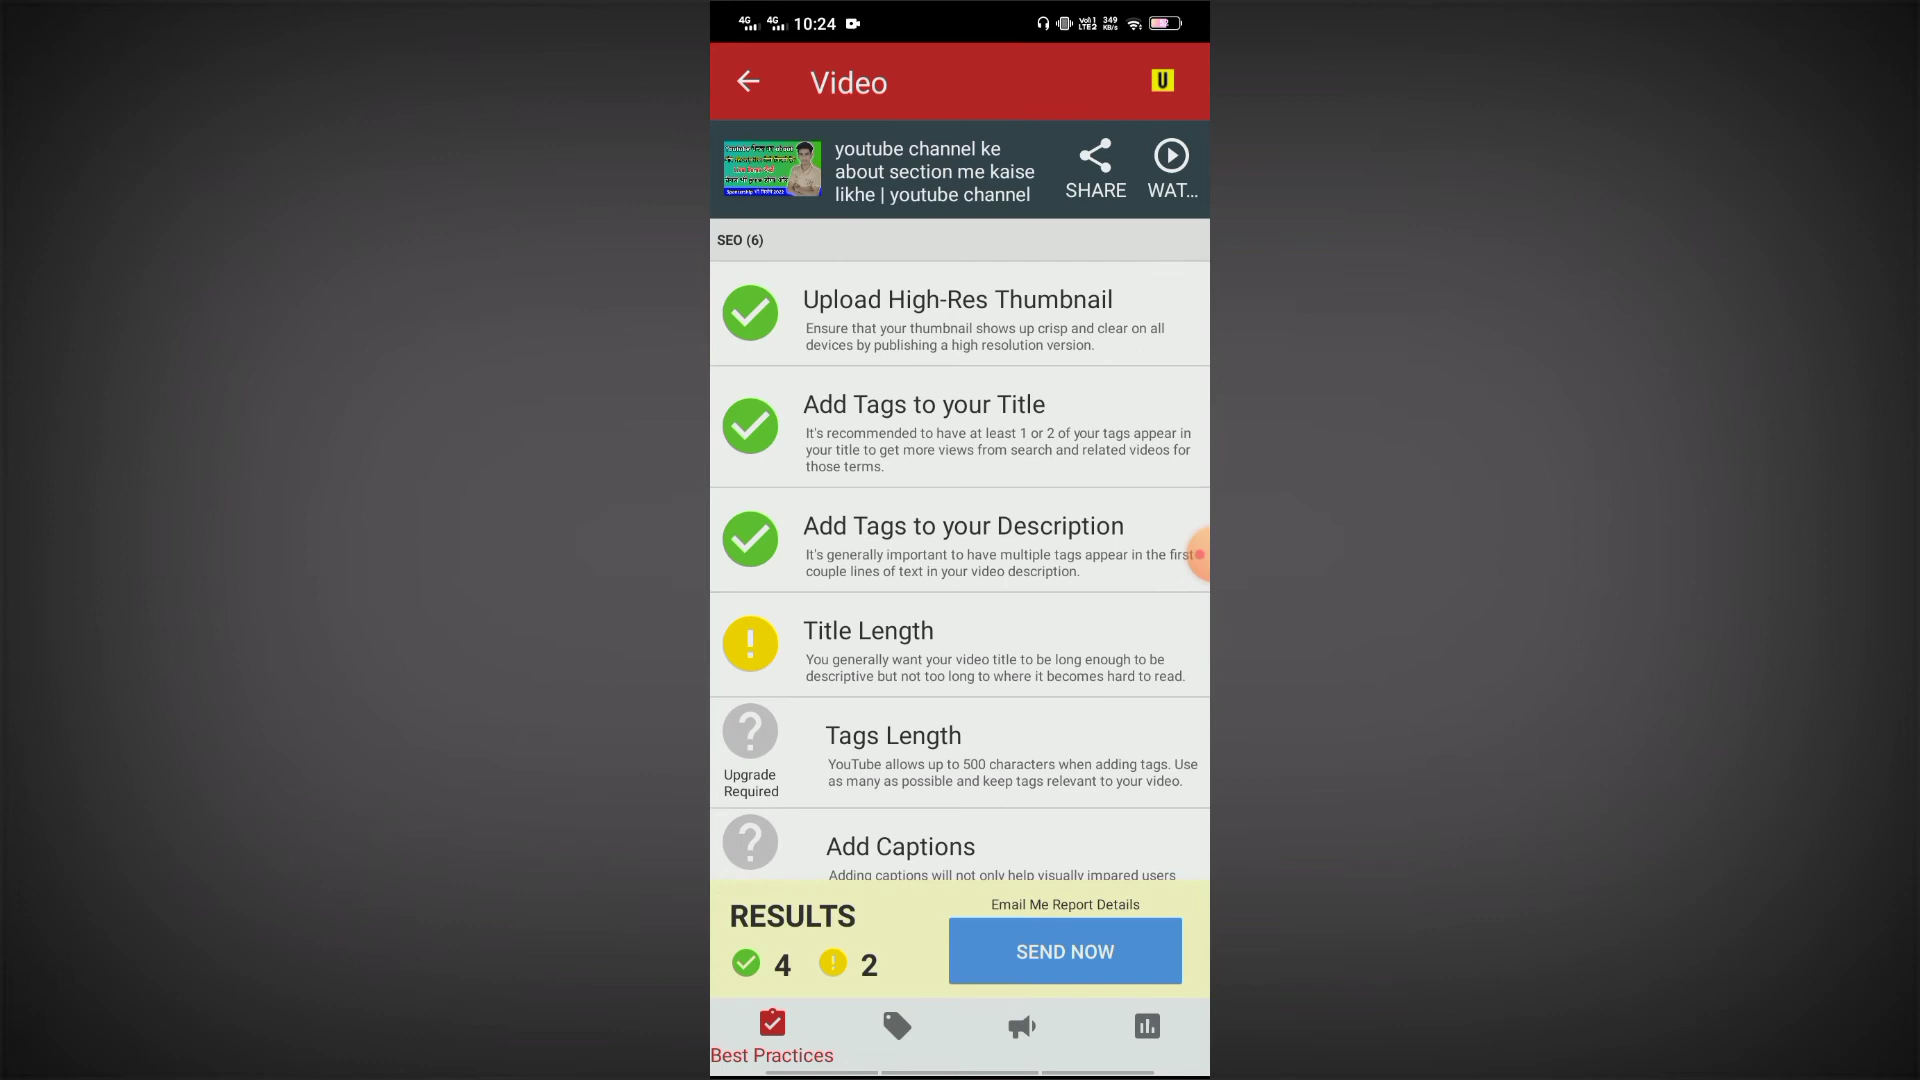 4G 4G 10:24 Vo)) 1 LTE2 349 KB/s
Video
U
youtube channel ke
about section me kaise
likhe | youtube channel
SHARE
WAT...
SEO (6)
Upload High-Res Thumbnail
Ensure that your thumbnail shows up crisp and clear on all
devices by publishing a high resolution version.
Add Tags to your Title
It's recommended to have at least 1 or 2 of your tags appear in
your title to get more views from search and related videos for
those terms.
Add Tags to your Description
It's generally important to have multiple tags appear in the first
couple lines of text in your video description.
Title Length
You generally want your video title to be long enough to be
descriptive but not too long to where it becomes hard to read.
Upgrade
Required
Tags Length
YouTube allows up to 500 characters when adding tags. Use
as many as possible and keep tags relevant to your video.
Add Captions
Adding captions will not only help visually impared users
RESULTS
4
2
Email Me Report Details
SEND NOW
Best Practices